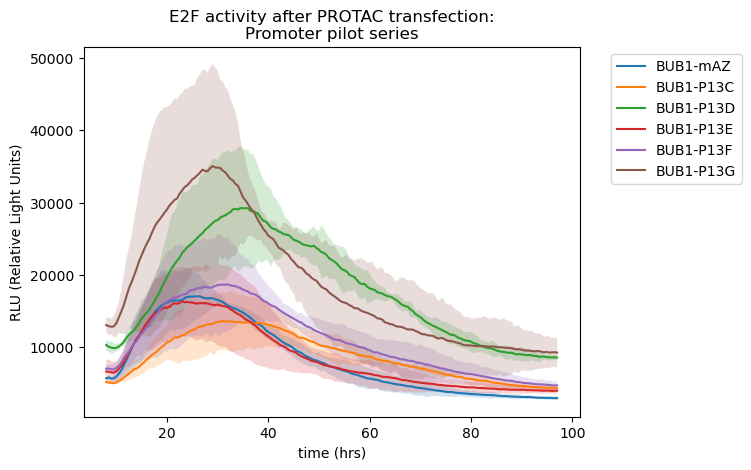 E2F activity after PROTAC transfection:
Promoter pilot series
50000
40000
30000
20000
10000
RLU (Relative Light Units)
20
40
60
80
100
time (hrs)
BUB1-mAZ
BUB1-P13C
BUB1-P13D
BUB1-P13E
BUB1-P13F
BUB1-P13G